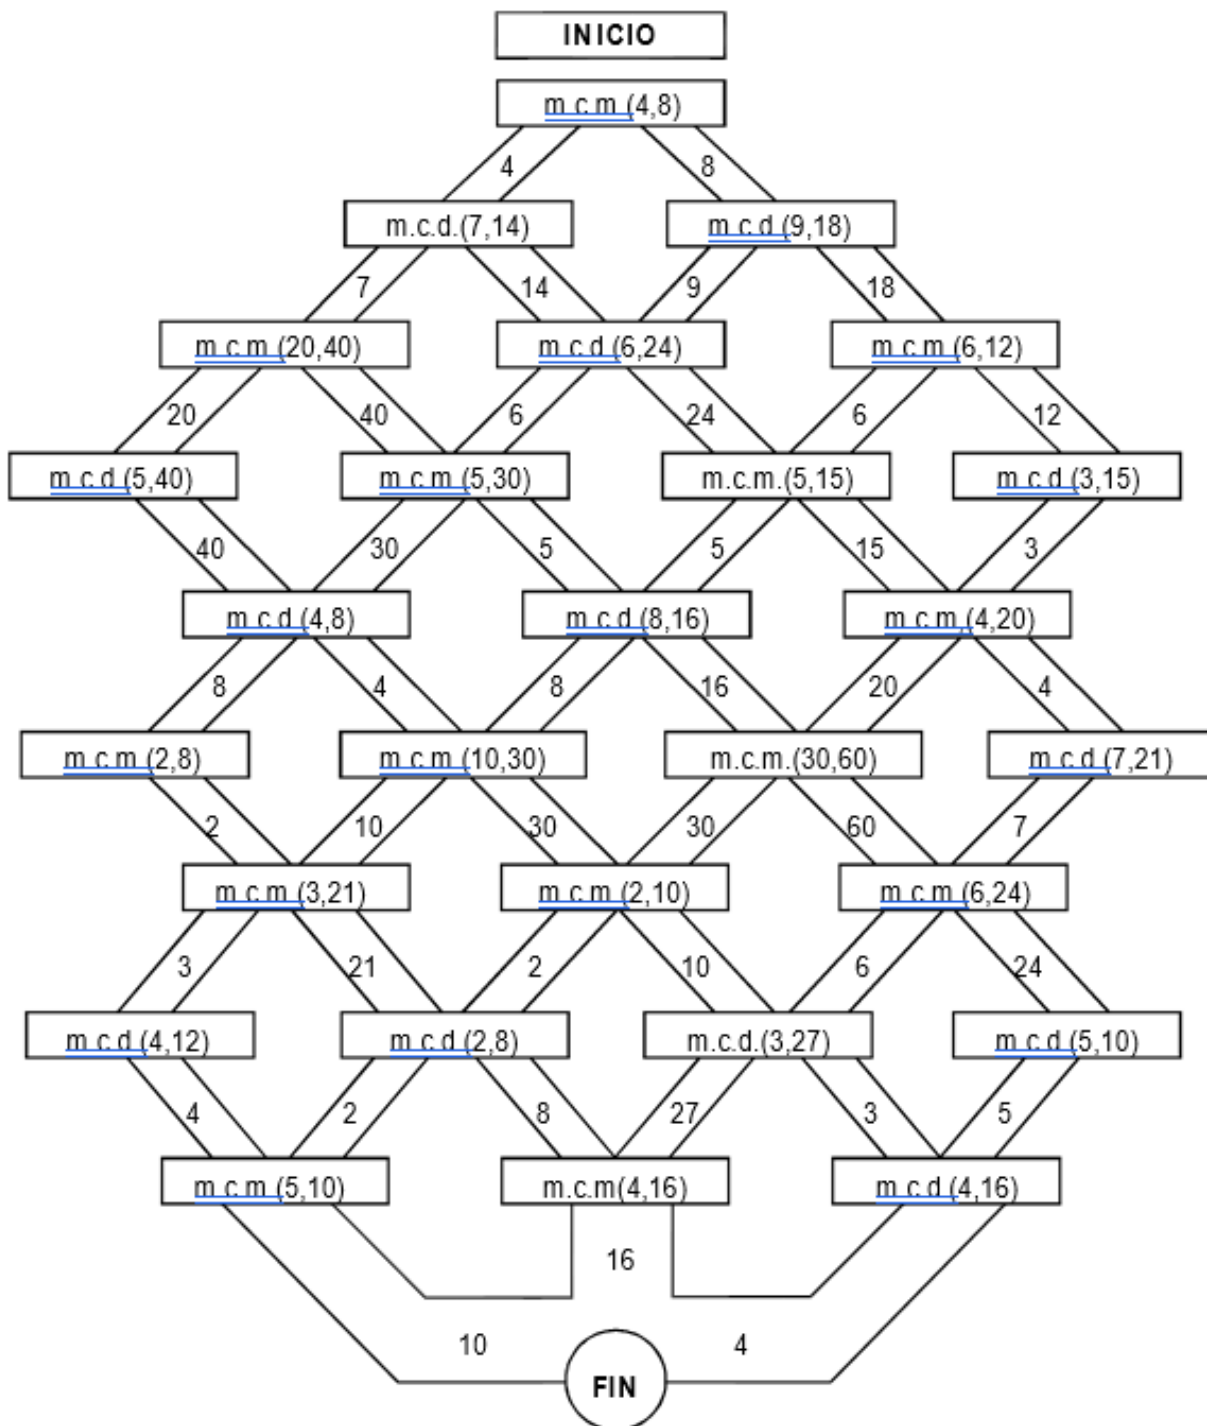 INICIO
m.c.m.(4,8)
4 8
m.c.d.(7,14) m.c.d.(9,18)
7 14 9 18
m.c.m.(20,40) m.c.d.(6,24) m.c.m.(6,12)
20 40 6 24 6 12
m.c.d.(5,40) m.c.m.(5,30) m.c.m.(5,15) m.c.d.(3,15)
40 30 5 5 15 3
m.c.d.(4,8) m.c.d.(8,16) m.c.m,(4,20)
8 4 8 16 20 4
m.c.m.(2,8) m.c.m.(10,30) m.c.m.(30,60) m.c.d.(7,21)
2 10 30 30 60 7
m.c.m.(3,21) m.c.m.(2,10) m.c.m.(6,24)
3 21 2 10 6 24
m.c.d.(4,12) m.c.d.(2,8) m.c.d.(3,27) m.c.d.(5,10)
4 2 8 27 3 5
m.c.m.(5,10) m.c.m(4,16) m.c.d.(4,16)
16
10 4
FIN